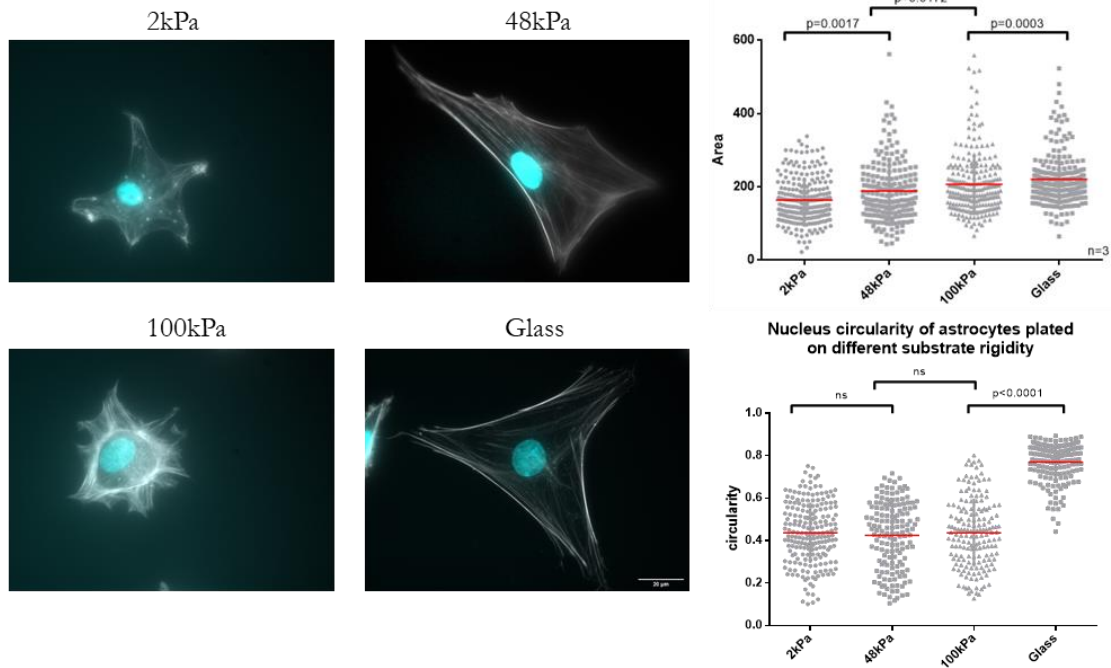 2kPa
48kPa
100kPa
Glass
20 µm
p=0.0017
p=0.0003
600
400
200
0
Area
n=3
2kPa
48kPa
100kPa
Glass
Nucleus circularity of astrocytes plated
on different substrate rigidity
ns
ns
p<0.0001
1.0
0.8
0.6
0.4
0.2
0.0
circularity
2kPa
48kPa
100kPa
Glass